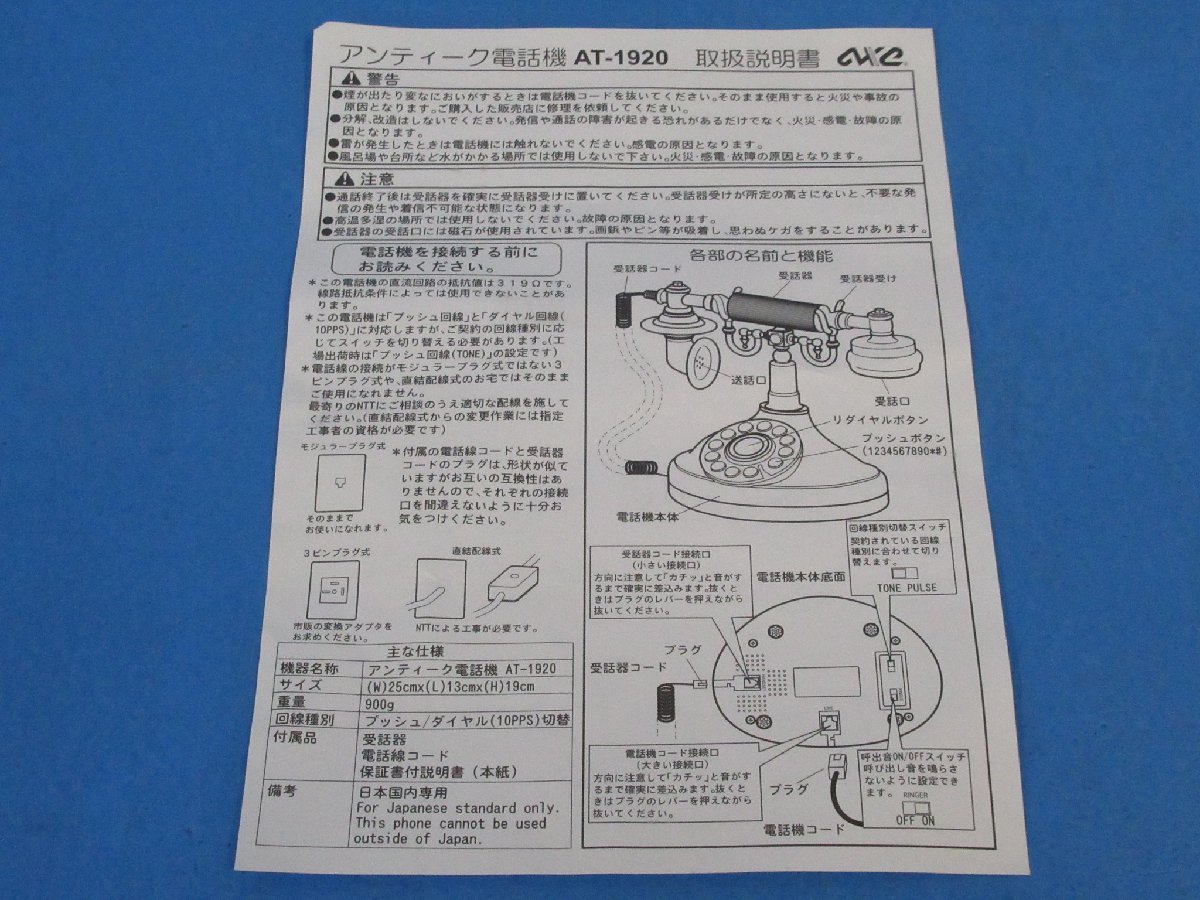 アンティーク電話機 AT-1920 取扱説明書
警告
●煙が出たり変なにおいがするときは電話機コードを抜いてください。そのまま使用すると火災や事故の
原因となります。ご購入した販売店に修理を依頼してください。
●分解、改造はしないでください。発信や通話の障害が起きる恐れがあるだけでなく、火災・感電・故障の原
因となります。
●雷が発生したときは電話機には触れないでください。感電の原因となります。
●風呂場や台所など水がかかる場所では使用しないで下さい。火災・感電・故障の原因となります。
注意
●通話終了後は受話器を確実に受話器受けに置いてください。受話器受けが所定の高さにないと、不要な発
信の発生や着信不可能な状態になります。
●高温多湿の場所では使用しないでください。故障の原因となります。
●受話器の受話口には磁石が使用されています。画鋲やピン等が吸着し、思わぬケガをすることがあります。
電話機を接続する前に
お読みください。
＊この電話機の直流回路の抵抗値は３１９Ωです。
線路抵抗条件によっては使用できないことがあ
ります。
＊この電話機は「プッシュ回線」と「ダイヤル回線(
10PPS)」に対応しますが、ご契約の回線種別に応
じてスイッチを切り替える必要があります。(工
場出荷時は「プッシュ回線(TONE)」の設定です)
＊電話線の接続がモジュラープラグ式ではない３
ピンプラグ式や、直結配線式のお宅ではそのまま
ご使用になれません。
最寄りのNTTにご相談のうえ適切な配線を施して
ください。(直結配線式からの変更作業には指定
工事者の資格が必要です)
モジュラープラグ式
そのままで
お使いになれます。
＊付属の電話線コードと受話器
コードのプラグは、形状が似て
いますがお互いの互換性はあ
りませんので、それぞれの接続
口を間違えないように十分お
気をつけください。
３ピンプラグ式
市販の変換アダプタを
お求めください。
直結配線式
NTTによる工事が必要です。
主な仕様
機器名称 アンティーク電話機 AT-1920
サイズ (W)25cmx(L)13cmx(H)19cm
重量 900g
回線種別 プッシュ/ダイヤル(10PPS)切替
付属品 受話器
電話線コード
保証書付説明書（本紙）
備考 日本国内専用
For Japanese standard only.
This phone cannot be used
outside of Japan.
各部の名前と機能
受話器コード
受話器
受話器受け
送話口
受話口
リダイヤルボタン
プッシュボタン
(1234567890*#)
電話機本体
回線種別切替スイッチ
契約されている回線
種別に合わせて切り
替えます。
TONE PULSE
受話器コード接続口
(小さい接続口)
方向に注意して「カチッ」と音がす
るまで確実に差込みます。抜くと
きはプラグのレバーを押えながら
抜いてください。
電話機本体底面
プラグ
受話器コード
電話機コード接続口
(大きい接続口)
方向に注意して「カチッ」と音がす
るまで確実に差込みます。抜くと
きはプラグのレバーを押えながら
抜いてください。
プラグ
電話機コード
呼出音ON/OFFスイッチ
呼び出し音を鳴らさ
ないように設定でき
ます。
RINGER
OFF ON